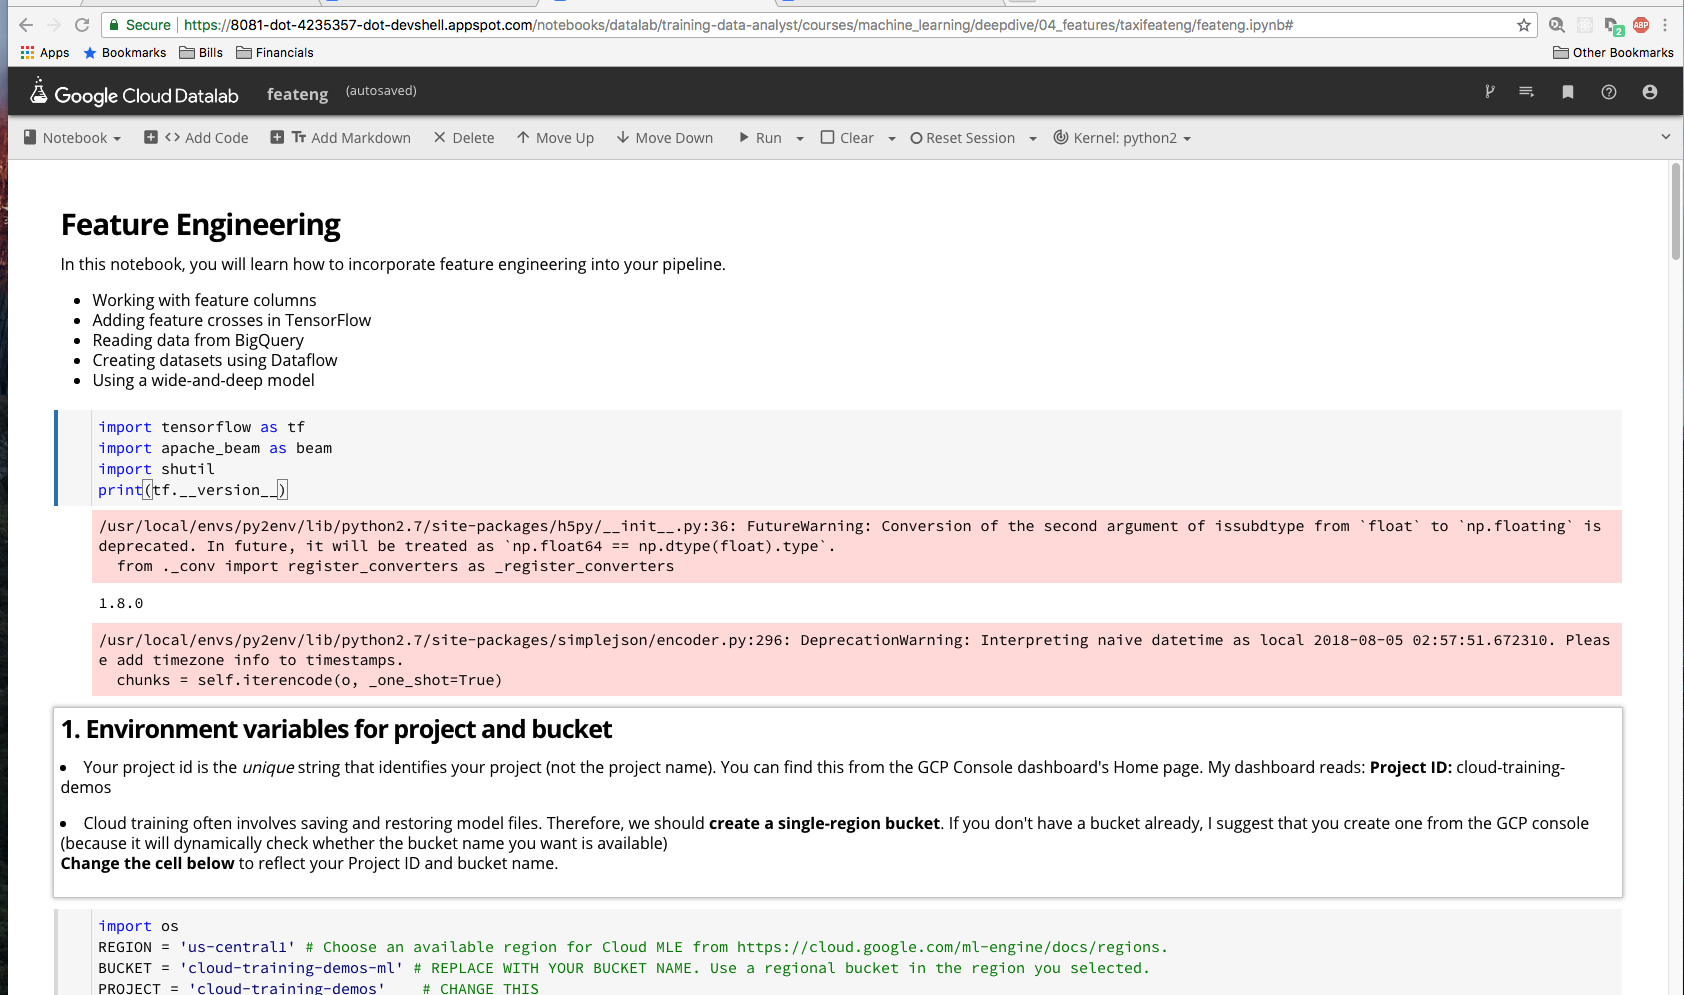 Secure https://8081-dot-4235357-dot-devshell.appspot.com/notebooks/datalab/training-data-analyst/courses/machine_learning/deepdive/04_features/taxifeateng/feateng.ipynb#
2 ABP
Apps Bookmarks Bills Financials Other Bookmarks
Google Cloud Datalab feateng (autosaved)
Notebook <> Add Code Tr Add Markdown Delete Move Up Move Down Run Clear Reset Session Kernel: python2
Feature Engineering
In this notebook, you will learn how to incorporate feature engineering into your pipeline.
• Working with feature columns
• Adding feature crosses in TensorFlow
• Reading data from BigQuery
• Creating datasets using Dataflow
• Using a wide-and-deep model
import tensorflow as tf
import apache_beam as beam
import shutil
print(tf.__version__)
/usr/local/envs/py2env/lib/python2.7/site-packages/h5py/__init__.py:36: FutureWarning: Conversion of the second argument of issubdtype from `float` to `np.floating` is
deprecated. In future, it will be treated as `np.float64 == np.dtype(float).type`.
from ._conv import register_converters as _register_converters
1.8.0
/usr/local/envs/py2env/lib/python2.7/site-packages/simplejson/encoder.py:296: DeprecationWarning: Interpreting naive datetime as local 2018-08-05 02:57:51.672310. Pleas
e add timezone info to timestamps.
chunks = self.iterencode(o, _one_shot=True)
1. Environment variables for project and bucket
• Your project id is the unique string that identifies your project (not the project name). You can find this from the GCP Console dashboard's Home page. My dashboard reads: Project ID: cloud-training-
demos
• Cloud training often involves saving and restoring model files. Therefore, we should create a single-region bucket. If you don't have a bucket already, I suggest that you create one from the GCP console
(because it will dynamically check whether the bucket name you want is available)
Change the cell below to reflect your Project ID and bucket name.
import os
REGION = 'us-central1' # Choose an available region for Cloud MLE from https://cloud.google.com/ml-engine/docs/regions.
BUCKET = 'cloud-training-demos-ml' # REPLACE WITH YOUR BUCKET NAME. Use a regional bucket in the region you selected.
PROJECT = 'cloud-training-demos' # CHANGE THIS